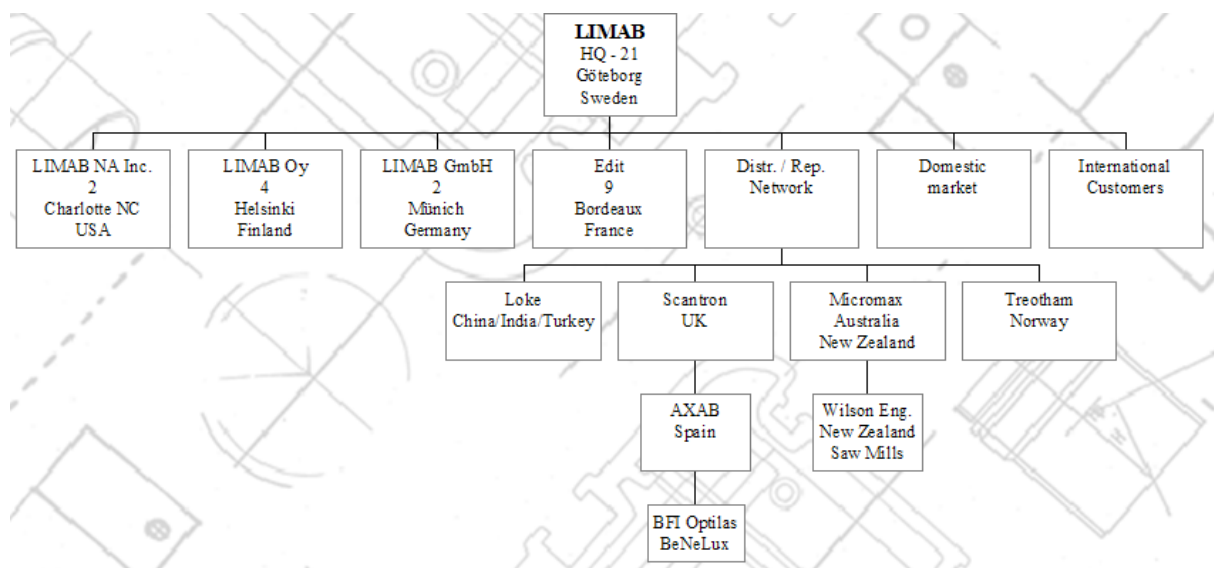 LIMAB
HQ - 21
Göteborg
Sweden
LIMAB NA Inc.
2
Charlotte NC
USA
LIMAB Oy
4
Helsinki
Finland
LIMAB GmbH
2
Münich
Germany
Edit
9
Bordeaux
France
Distr. / Rep.
Network
Domestic
market
International
Customers
Loke
China/India/Turkey
Scantron
UK
Micromax
Australia
New Zealand
Treotham
Norway
AXAB
Spain
Wilson Eng.
New Zealand
Saw Mills
BFI Optilas
BeNeLux